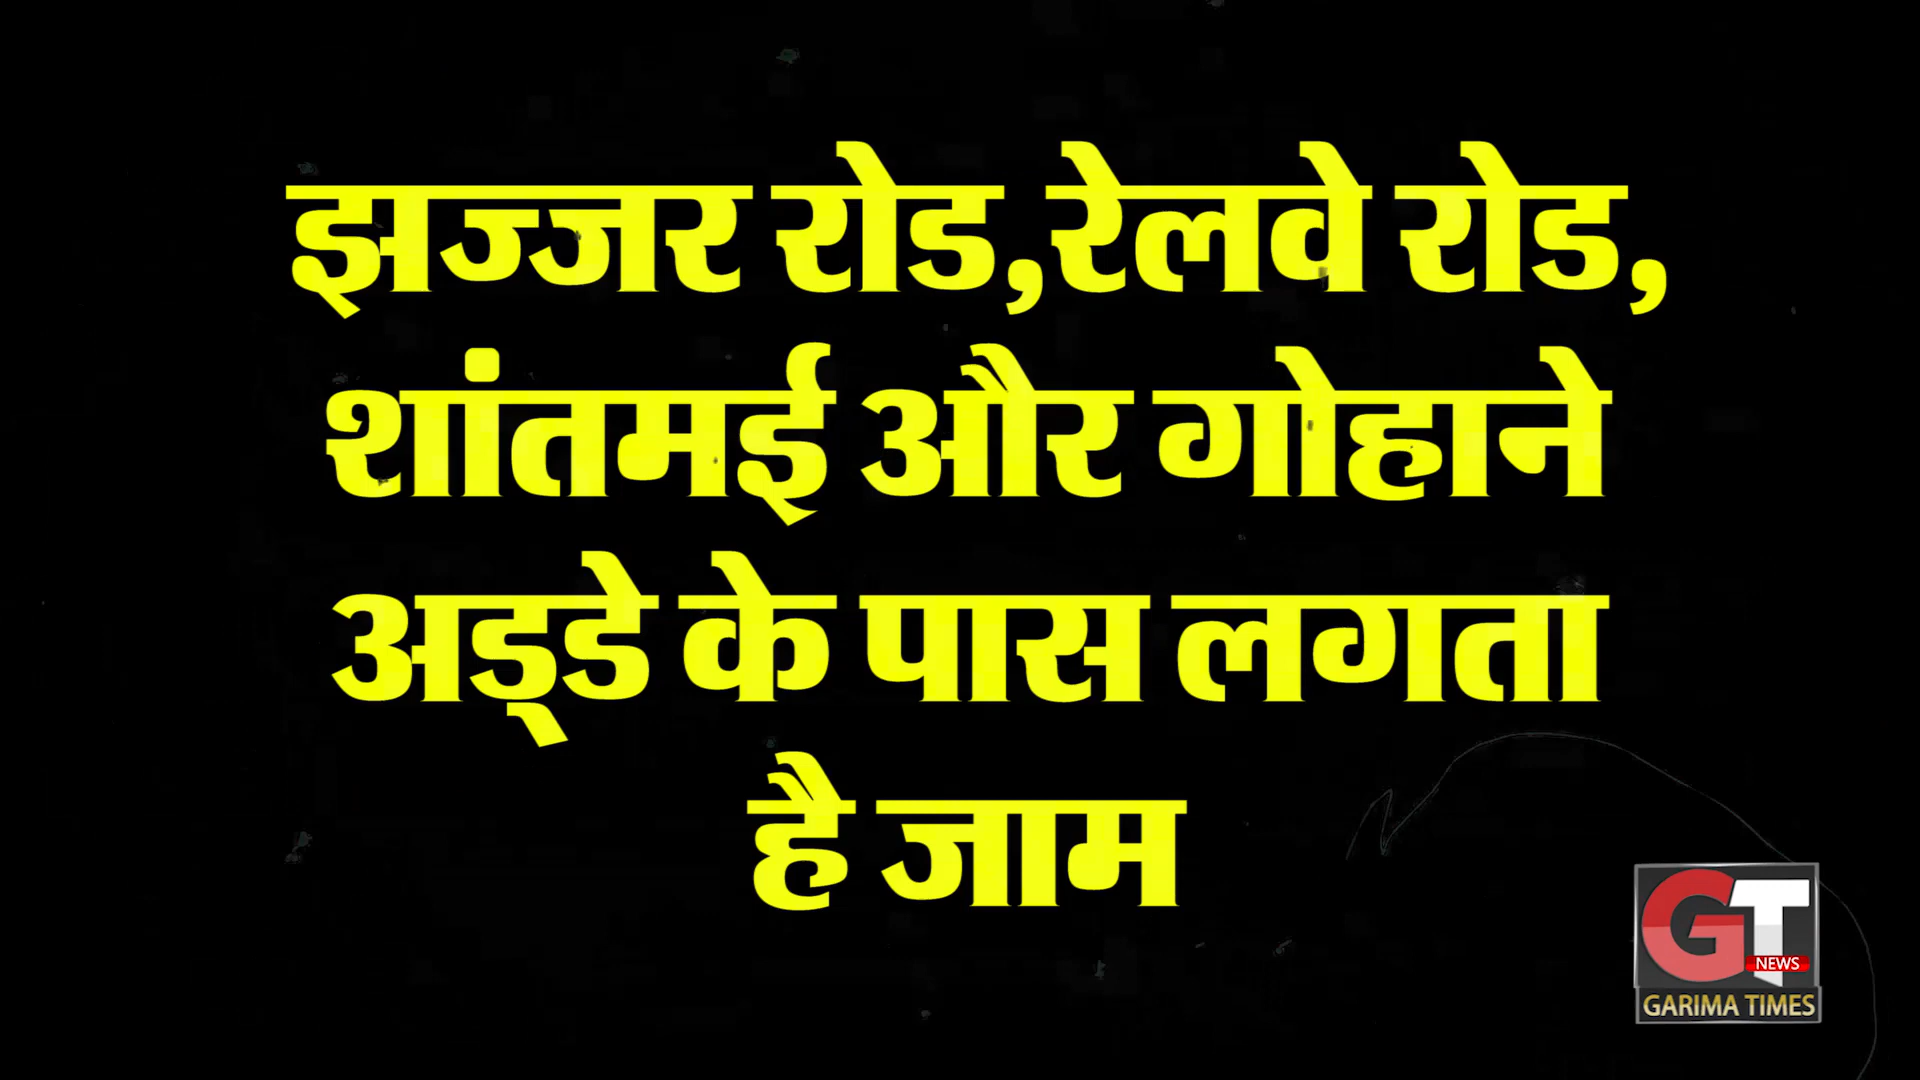 झज्जर रोड,रेलवे रोड,
शांतमई और गोहाने
अड्डे के पास लगता
है जाम
GT
NEWS
GARIMA TIMES